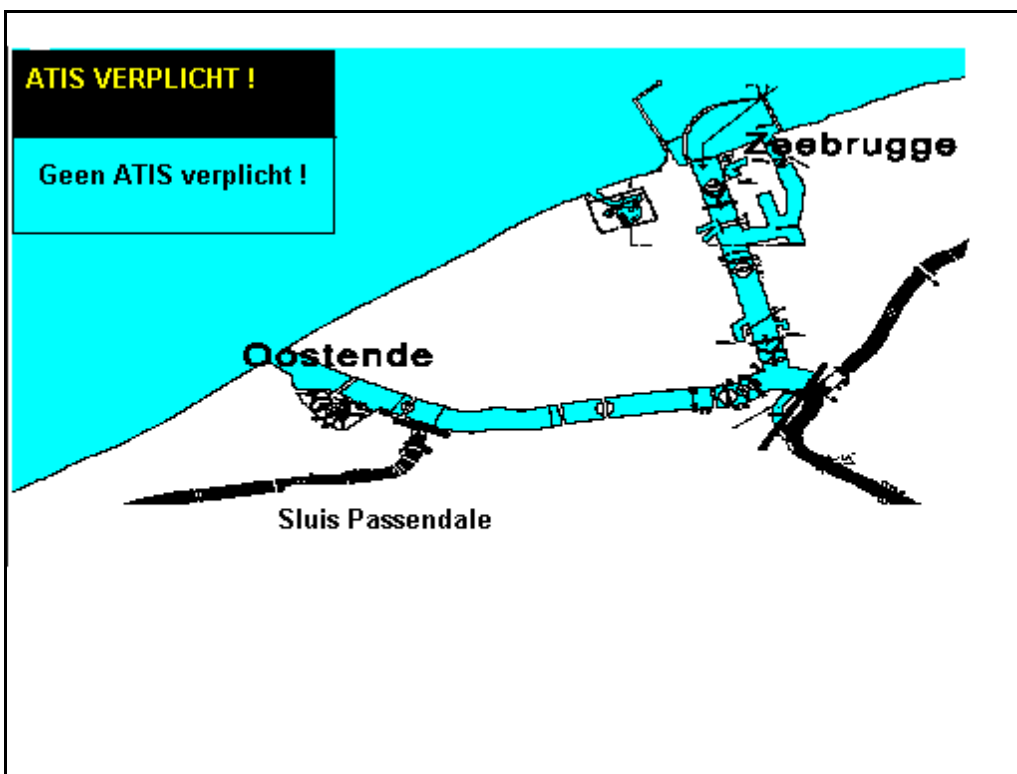 ATIS VERPLICHT !
Geen ATIS verplicht !
Zeebrugge
Oostende
Sluis Passendale